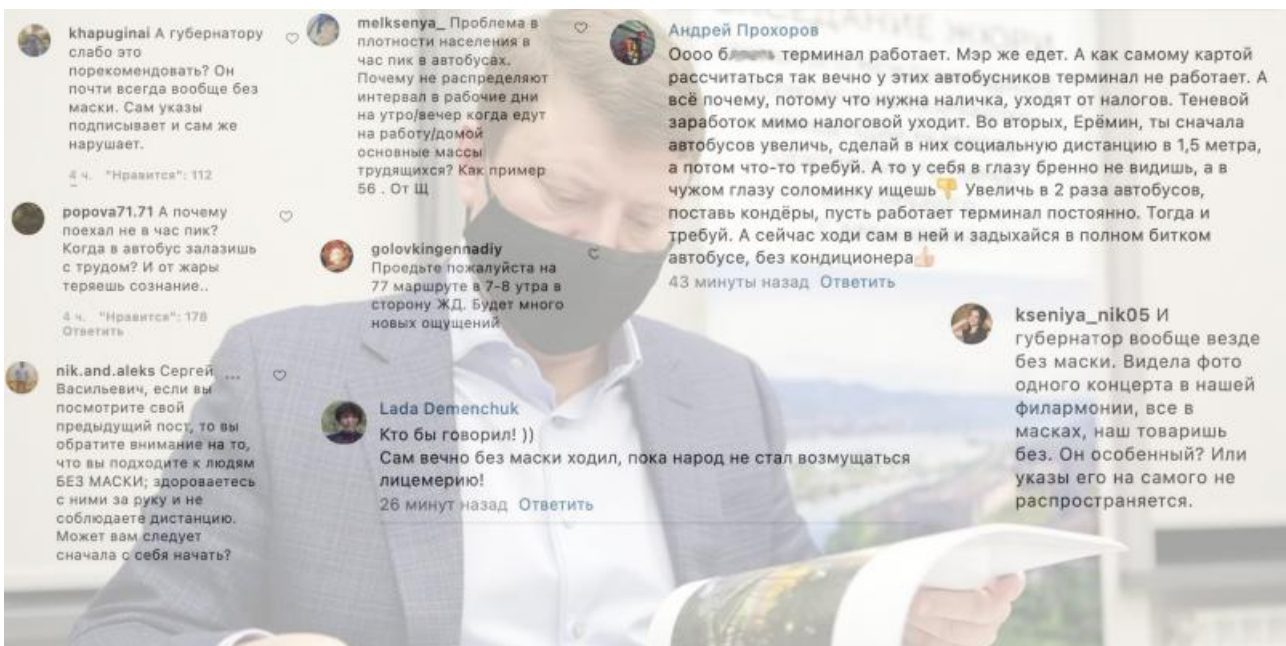 khapuginai А губернатору
слабо это
порекомендовать? Он
почти всегда вообще без
маски. Сам указы
подписывает и сам же
нарушает.
4 ч. "Нравится": 112
popova71.71 А почему
поехал не в час пик?
Когда в автобус залазишь
с трудом? И от жары
теряешь сознание..
4 ч. "Нравится": 178
Ответить
nik.and.aleks Сергей ...
Васильевич, если вы
посмотрите свой
предыдущий пост, то вы
обратите внимание на то,
что вы подходите к людям
БЕЗ МАСКИ; здороваетесь
с ними за руку и не
соблюдаете дистанцию.
Может вам следует
сначала с себя начать?
melksenya_ Проблема в
плотности населения в
час пик в автобусах.
Почему не распределяют
интервал в рабочие дни
на утро/вечер когда едут
на работу/домой
основные массы
трудящихся? Как пример
56 . От Щ
golovkingennadiy
Проедьте пожалуйста на
77 маршруте в 7-8 утра в
сторону ЖД. Будет много
новых ощущений
Lada Demenchuk
Кто бы говорил! ))
Сам вечно без маски ходил, пока народ не стал возмущаться
лицемерию!
26 минут назад Ответить
Андрей Прохоров
Оооо терминал работает. Мэр же едет. А как самому картой
рассчитаться так вечно у этих автобусников терминал не работает. А
всё почему, потому что нужна наличка, уходят от налогов. Теневой
заработок мимо налоговой уходит. Во вторых, Ерёмин, ты сначала
автобусов увеличь, сделай в них социальную дистанцию в 1,5 метра,
а потом что-то требуй. А то у себя в глазу бренно не видишь, а в
чужом глазу соломинку ищешь👎 Увеличь в 2 раза автобусов,
поставь кондёры, пусть работает терминал постоянно. Тогда и
требуй. А сейчас ходи сам в ней и задыхайся в полном битком
автобусе, без кондиционера👍
43 минуты назад Ответить
kseniya_nik05 И
губернатор вообще везде
без маски. Видела фото
одного концерта в нашей
филармонии, все в
масках, наш товаришь
без. Он особенный? Или
указы его на самого не
распространяется.